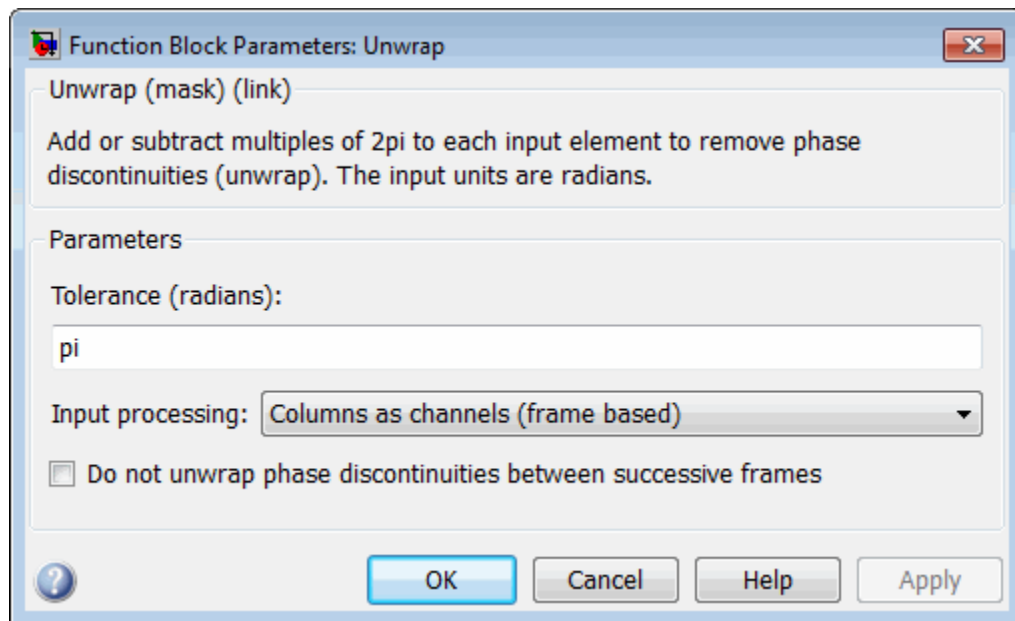 Function Block Parameters: Unwrap
Unwrap (mask) (link)
Add or subtract multiples of 2pi to each input element to remove phase
discontinuities (unwrap). The input units are radians.
Parameters
Tolerance (radians):
pi
Input processing: Columns as channels (frame based)
Do not unwrap phase discontinuities between successive frames
? OK Cancel Help Apply